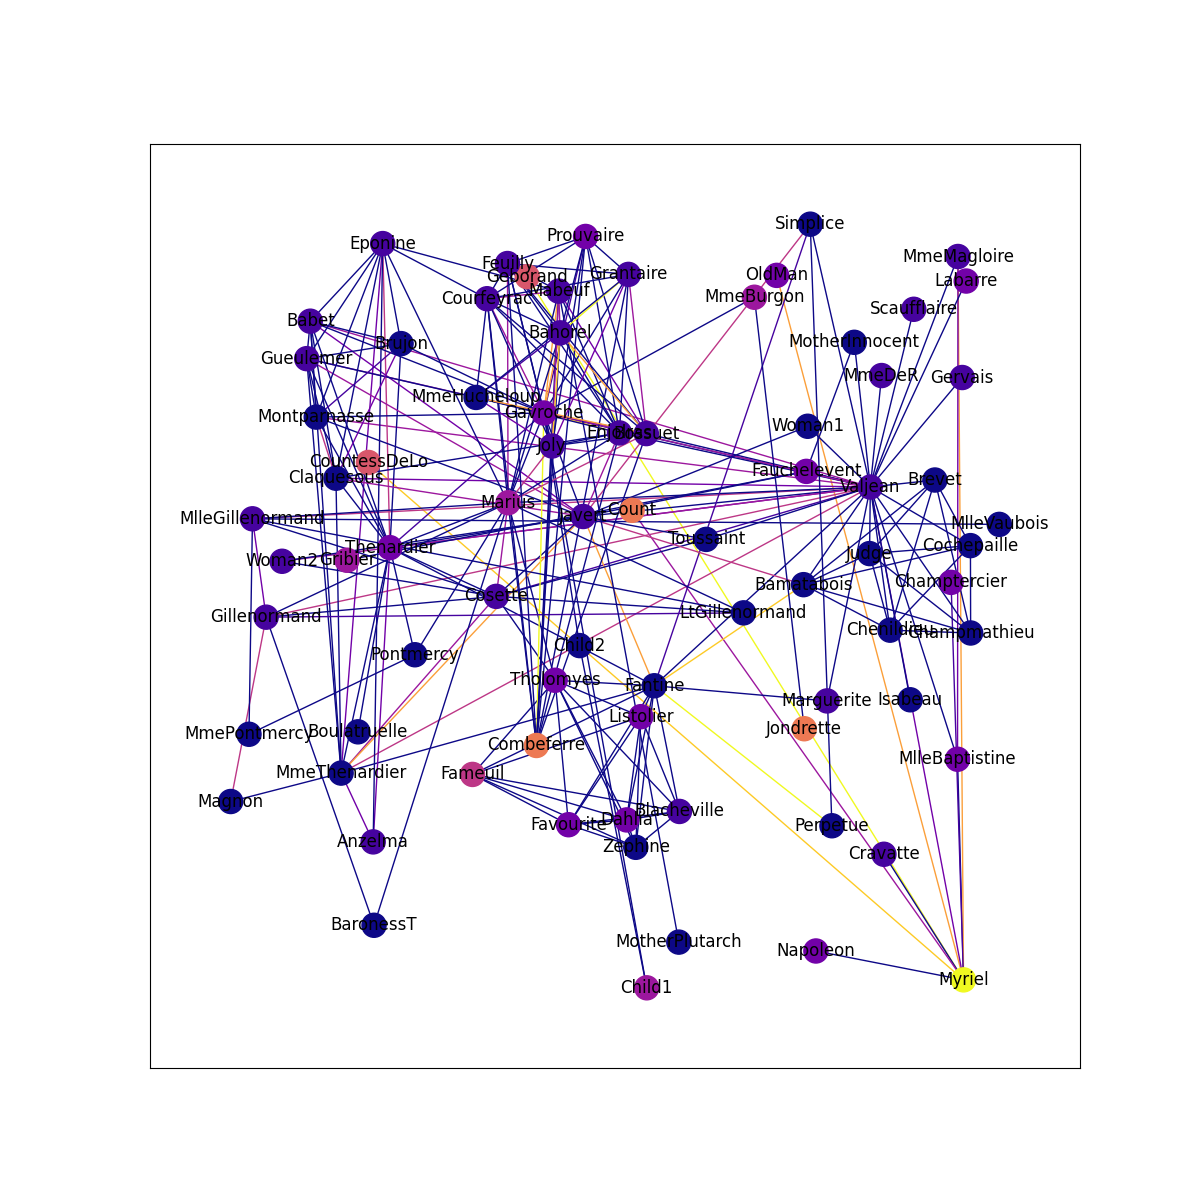 Simplice
Prouvaire
Eponine
MmeMagloire
Feuilly
Geborand
Grantaire
OldMan
Labarre
Mabeuf
MmeBurgon
Courfeyrac
Scaufflaire
Babet
Bahorel
Brujon
MotherInnocent
Gueulemer
MmeDeR
Gervais
MmeHucheloup
Gavroche
Montparnasse
Woman1
Enjolras
Bossuet
Joly
CountessDeLo
Fauchelevent
Claquesous
Brevet
Valjean
Marius
Count
Javert
MlleGillenormand
MlleVaubois
Toussaint
Cochepaille
Thenardier
Judge
Woman2
Gribier
Champtercier
Bamatabois
Cosette
LtGillenormand
Gillenormand
Chenildieu
Champmathieu
Child2
Pontmercy
Tholomyes
Fantine
Marguerite
Isabeau
Listolier
Jondrette
Boulatruelle
MmePontmercy
Combeferre
MlleBaptistine
MmeThenardier
Fameuil
Magnon
Blacheville
Dahlia
Favourite
Perpetue
Anzelma
Zephine
Cravatte
BaronessT
MotherPlutarch
Napoleon
Myriel
Child1